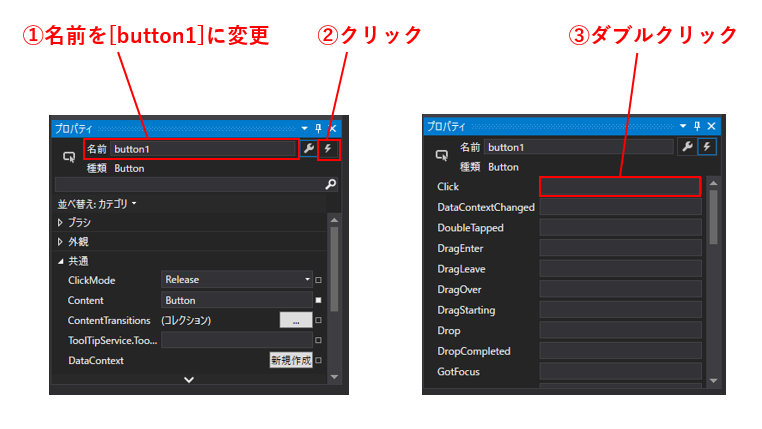 ①名前を[button1]に変更
②クリック
③ダブルクリック
プロパティ
名前 button1
種類 Button
並べ替え: カテゴリ
ブラシ
外観
共通
ClickMode Release
Content Button
ContentTransitions (コレクション) ...
ToolTipService.Too...
DataContext 新規作成
プロパティ
名前 button1
種類 Button
Click
DataContextChanged
DoubleTapped
DragEnter
DragLeave
DragOver
DragStarting
Drop
DropCompleted
GotFocus